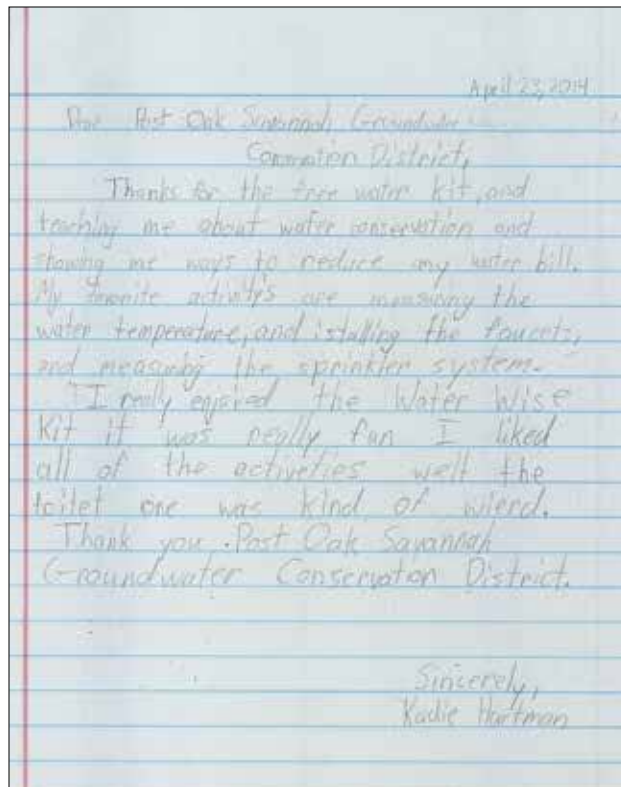 April 23, 2014
Dear Post Oak Savannah Groundwater
Conservation District,
Thanks for the free water kit, and
teaching me about water conservation and
showing me ways to reduce my water bill.
My favorite activity's are measuring the
water temperature, and istalling the faucets,
and measuring the sprinkler system.
I really enjoied the Water Wise
Kit it was really fun I liked
all of the activeties well the
toilet one was kind of wierd.
Thank you Post Oak Savannah
Groundwater Conservation District.
Sincerely,
Kadie Hartman